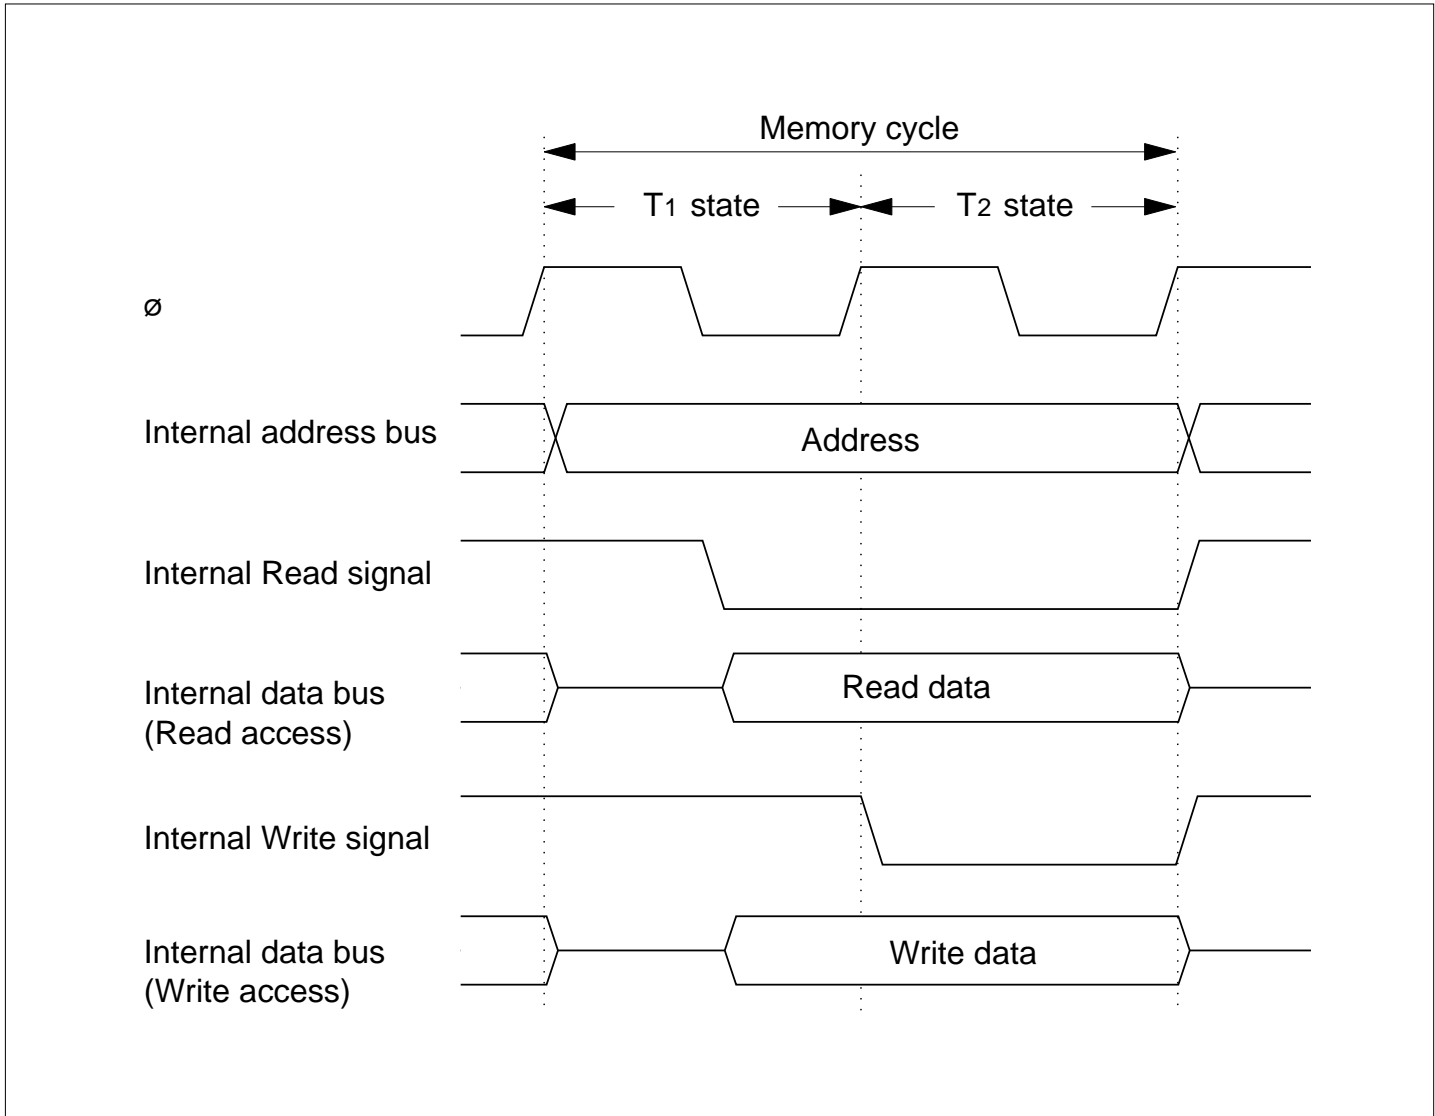 Memory cycle
T1 state
T2 state
ø
Internal address bus
Address
Internal Read signal
Internal data bus
(Read access)
Read data
Internal Write signal
Internal data bus
(Write access)
Write data